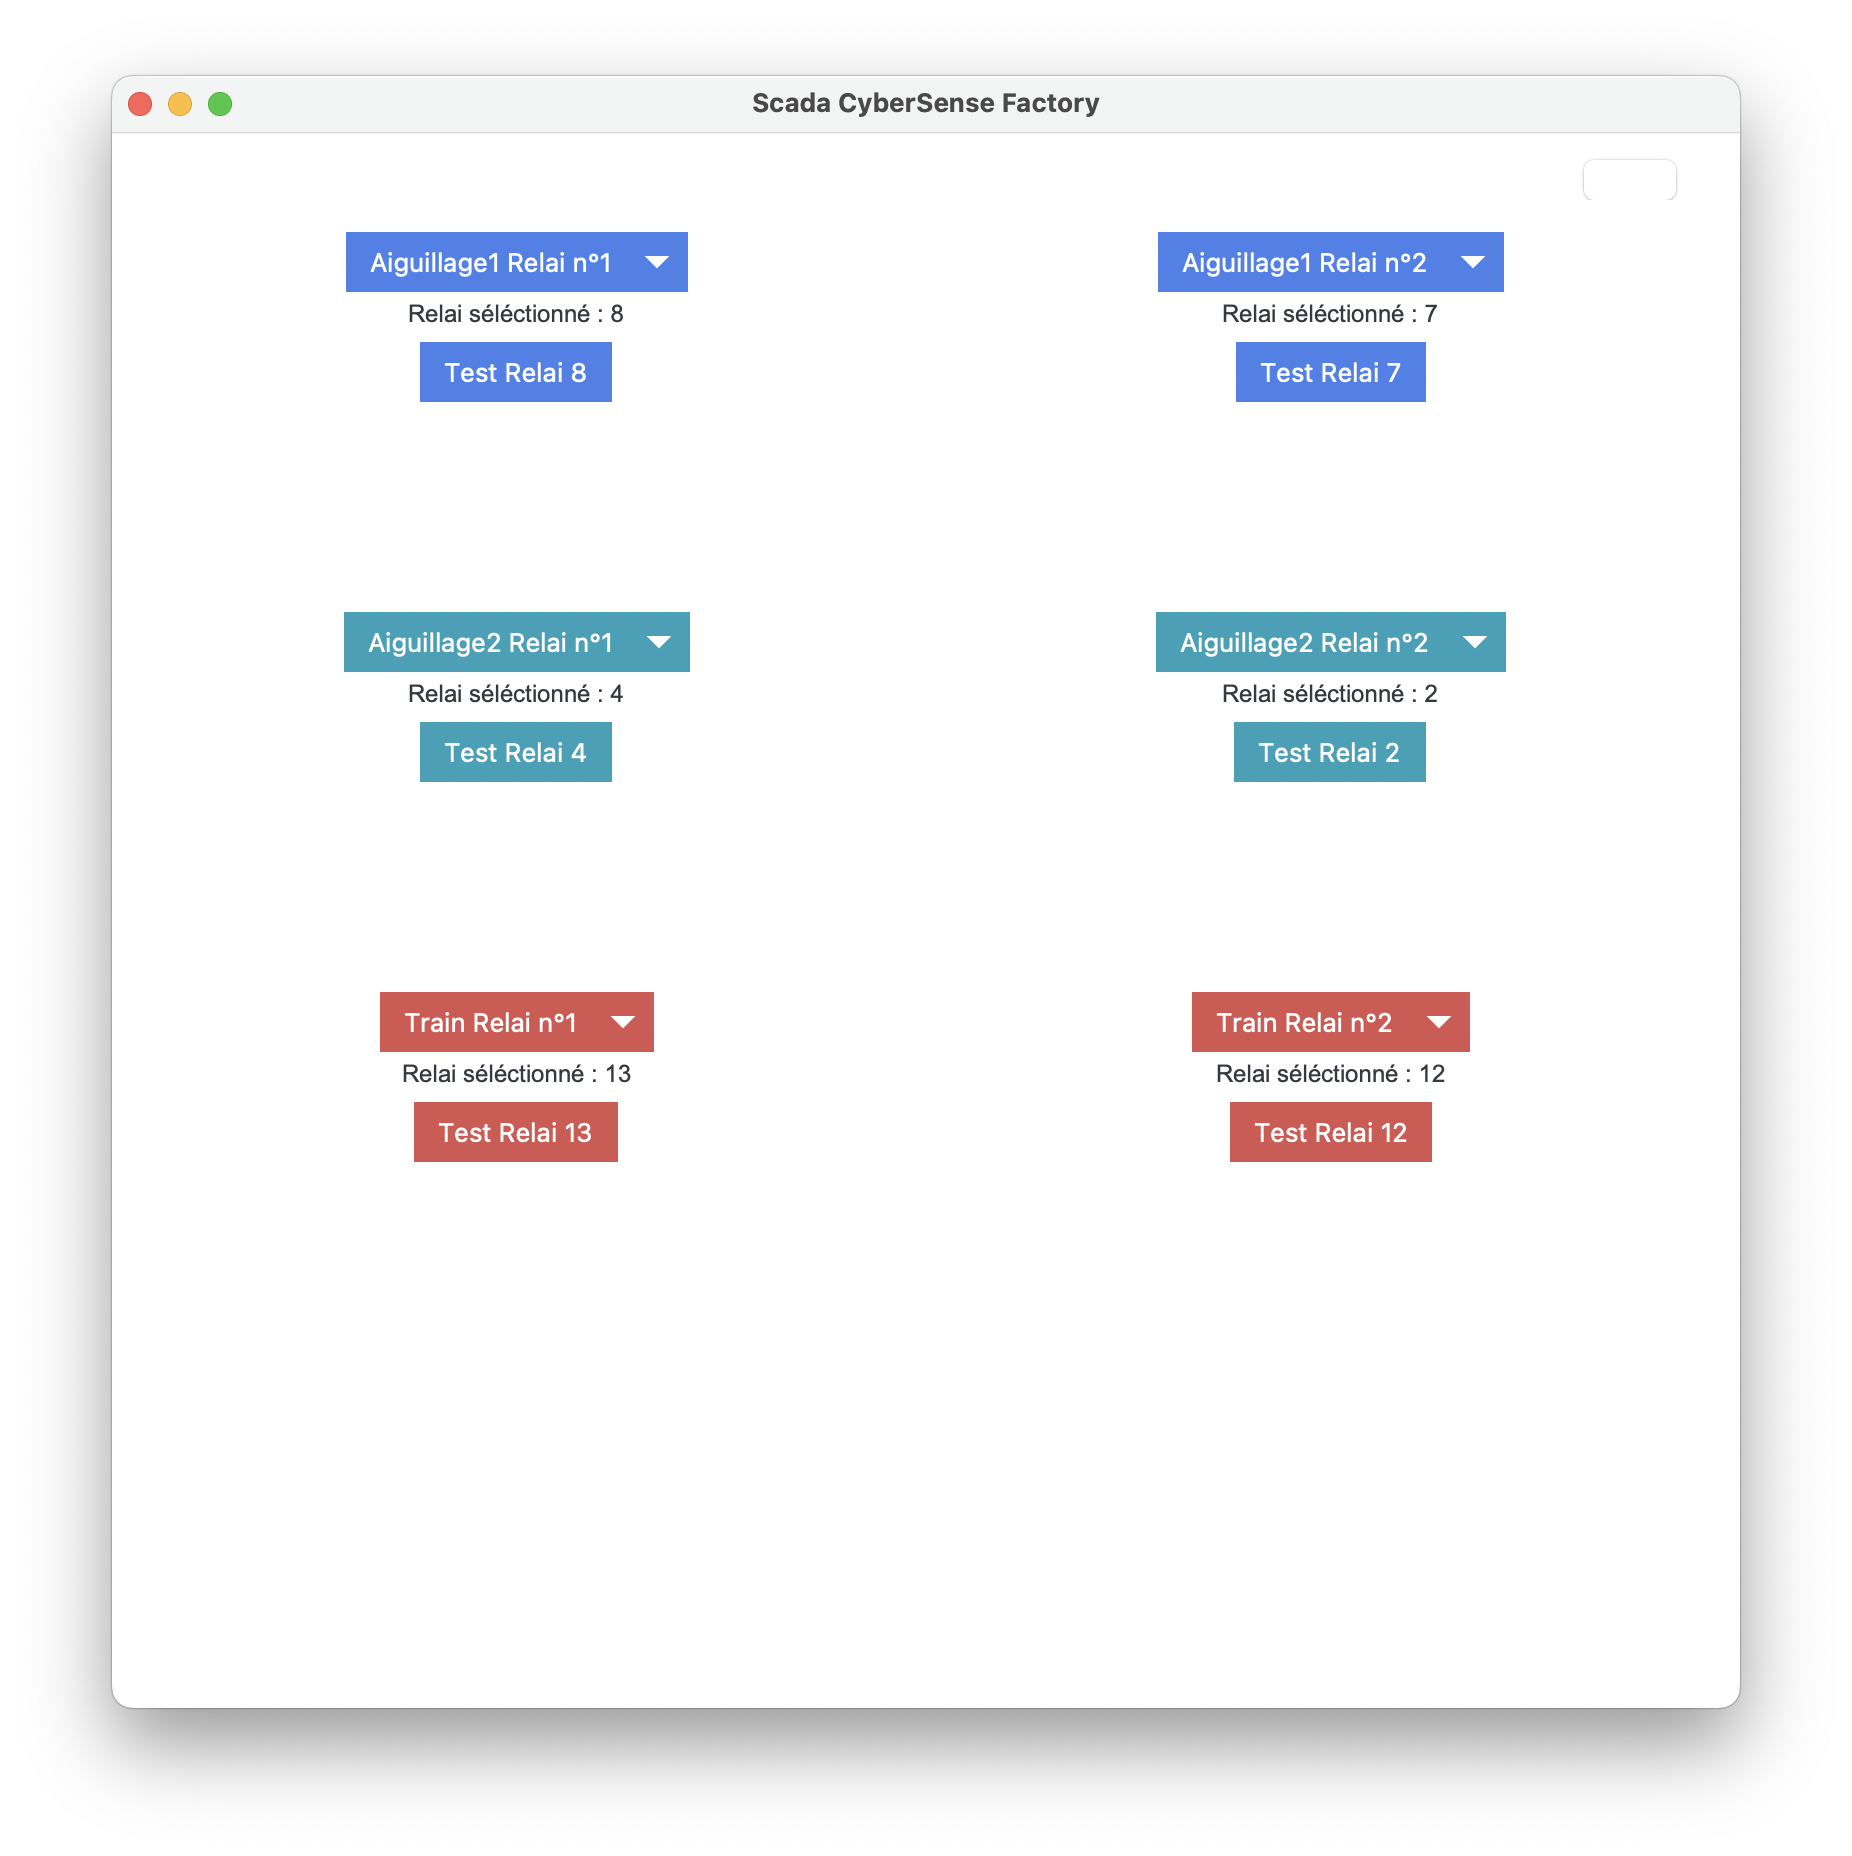 Scada CyberSense Factory
Aiguillage1 Relai n°1
Aiguillage1 Relai n°2
Relai séléctionné : 8
Relai séléctionné : 7
Test Relai 8
Test Relai 7
Aiguillage2 Relai n°1
Aiguillage2 Relai n°2
Relai séléctionné : 4
Relai séléctionné : 2
Test Relai 4
Test Relai 2
Train Relai n°1
Train Relai n°2
Relai séléctionné : 13
Relai séléctionné : 12
Test Relai 13
Test Relai 12